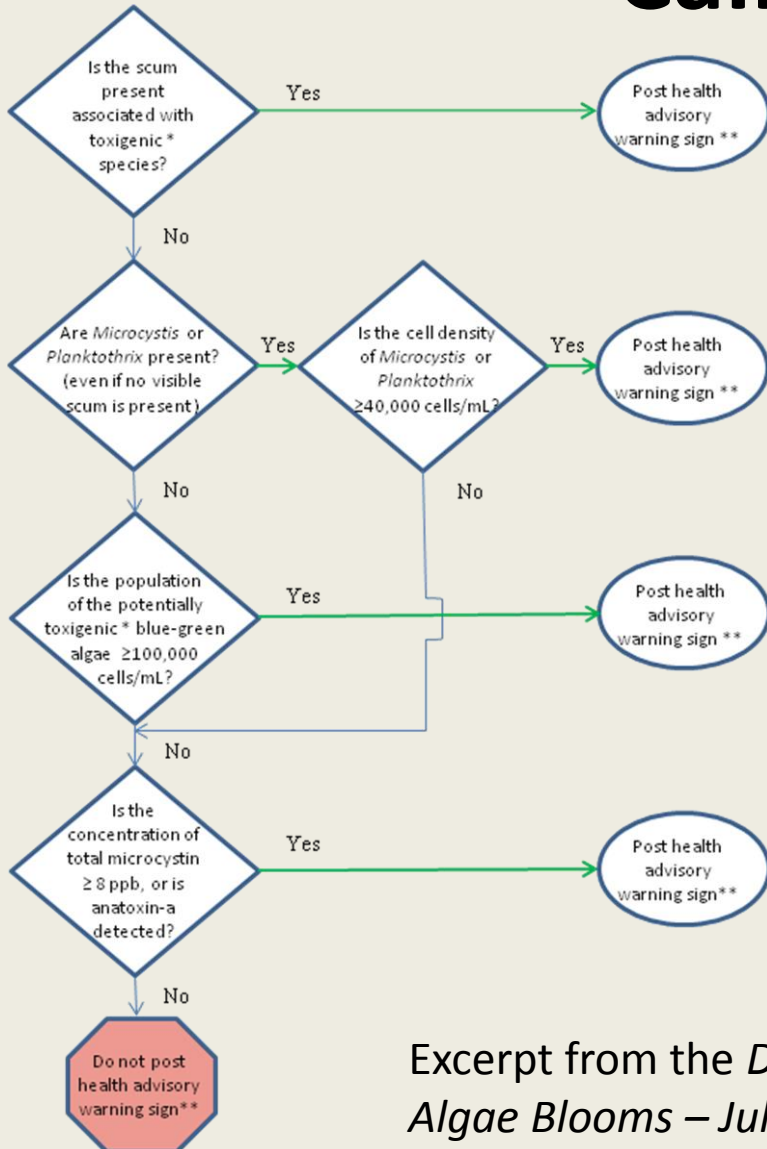 Is the scum
present
associated with
toxigenic *
species?
Yes
Post health
advisory
warning sign **
No
Are Microcystis or
Planktothrix present?
(even if no visible
scum is present)
Yes
Is the cell density
of Microcystis or
Planktothrix
≥40,000 cells/mL?
Yes
Post health
advisory
warning sign **
No
No
Is the population
of the potentially
toxigenic * blue-green
algae ≥100,000
cells/mL?
Yes
Post health
advisory
warning sign **
No
Is the
concentration of
total microcystin
≥ 8 ppb, or is
anatoxin-a
detected?
Yes
Post health
advisory
warning sign**
No
Do not post
health advisory
warning sign**
Excerpt from the
Algae Blooms –